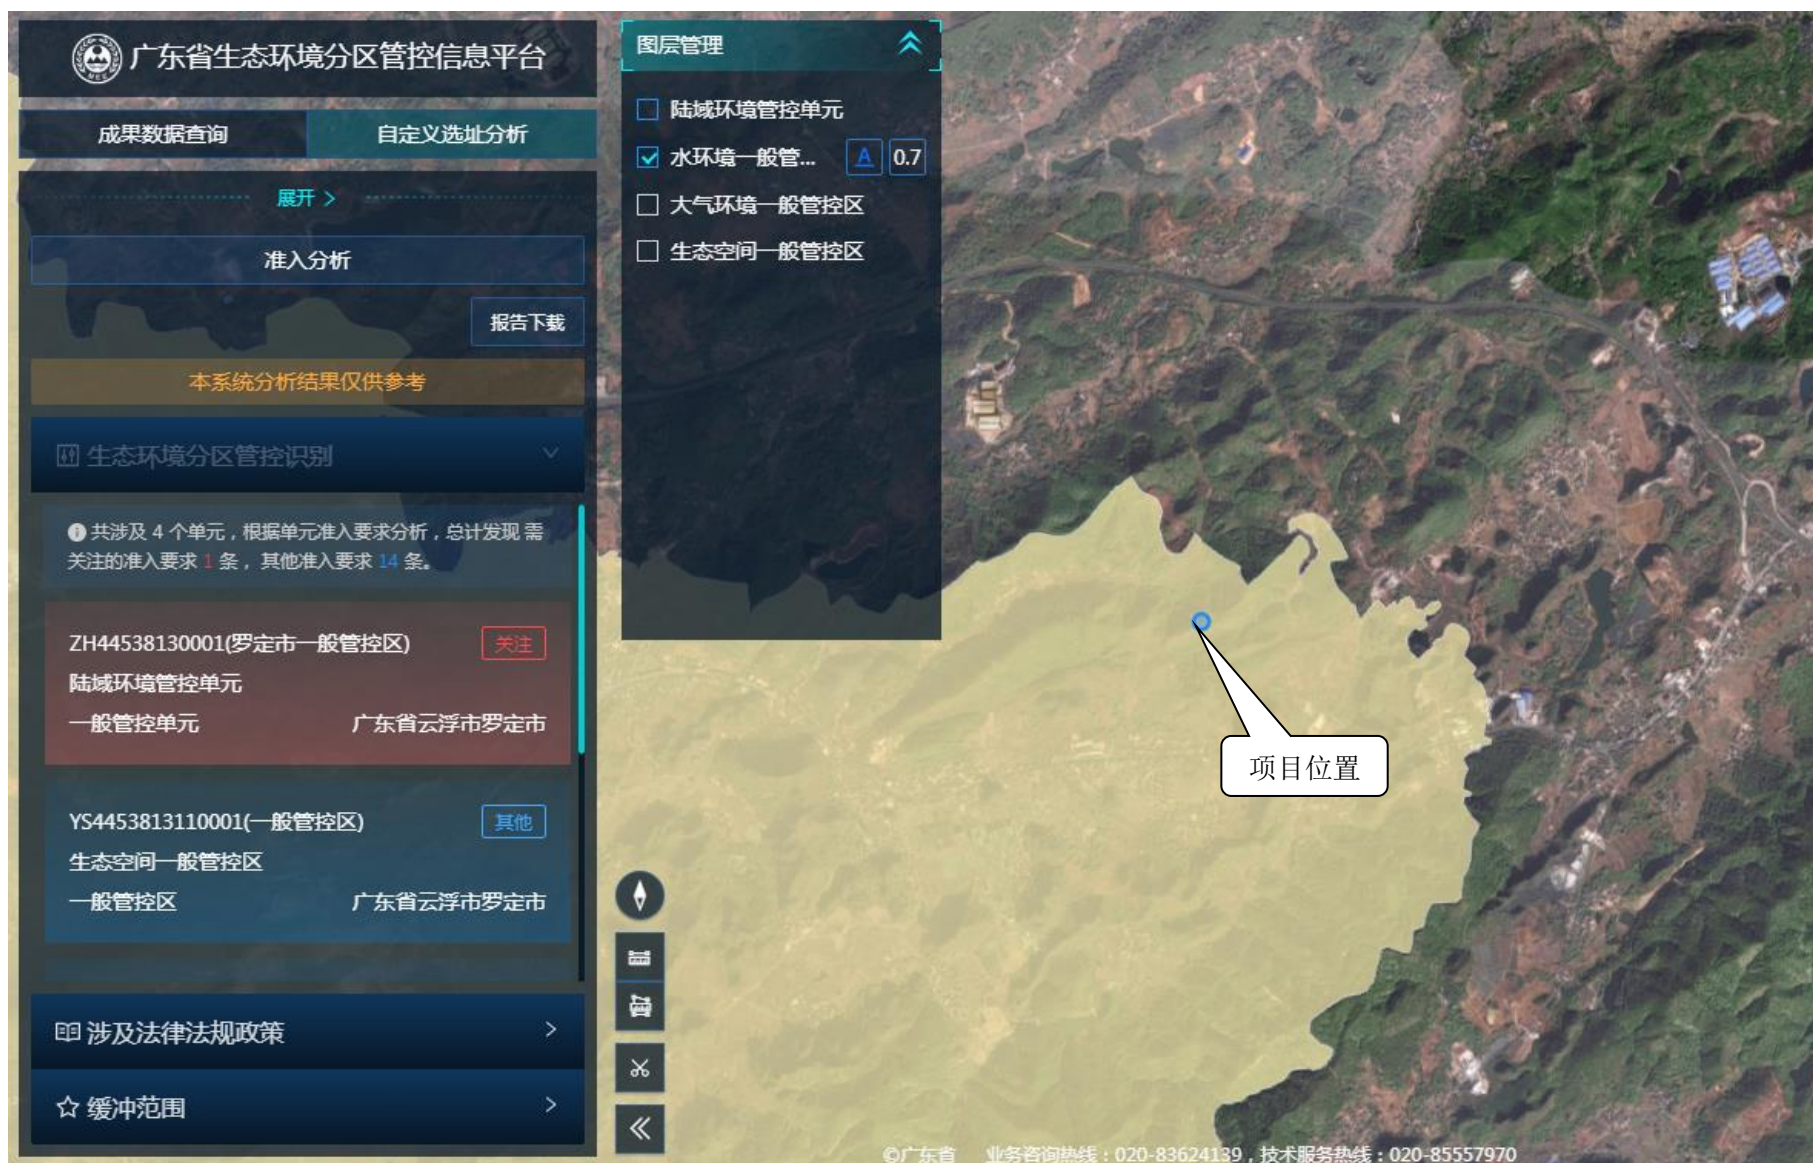 广东省生态环境分区管控信息平台
成果数据查询
自定义选址分析
展开 >
准入分析
报告下载
本系统分析结果仅供参考
生态环境分区管控识别
共涉及 4 个单元，根据单元准入要求分析，总计发现 需
关注的准入要求 1 条， 其他准入要求 14 条。
ZH44538130001(罗定市一般管控区)
关注
陆域环境管控单元
一般管控单元
广东省云浮市罗定市
YS4453813110001(一般管控区)
其他
生态空间一般管控区
一般管控区
广东省云浮市罗定市
涉及法律法规政策
缓冲范围
图层管理
陆域环境管控单元
水环境一般管... A 0.7
大气环境一般管控区
生态空间一般管控区
项目位置
©广东省 业务咨询热线：020-83624139，技术服务热线：020-85557970